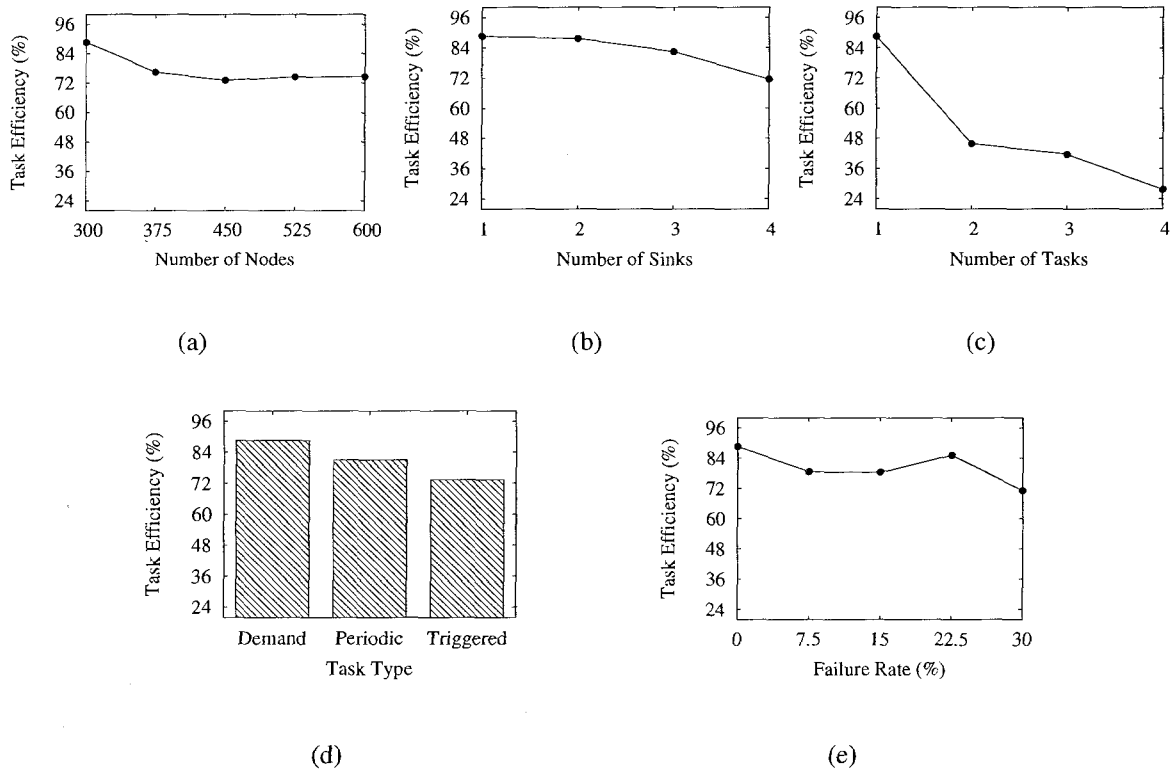 Task Efficiency (%)
96
84
72
60
48
36
24
300 375 450 525 600
Number of Nodes
(a)
Task Efficiency (%)
96
84
72
60
48
36
24
1 2 3 4
Number of Sinks
(b)
Task Efficiency (%)
96
84
72
60
48
36
24
1 2 3 4
Number of Tasks
(c)
Task Efficiency (%)
96
84
72
60
48
36
24
Demand Periodic Triggered
Task Type
(d)
Task Efficiency (%)
96
84
72
60
48
36
24
0 7.5 15 22.5 30
Failure Rate (%)
(e)